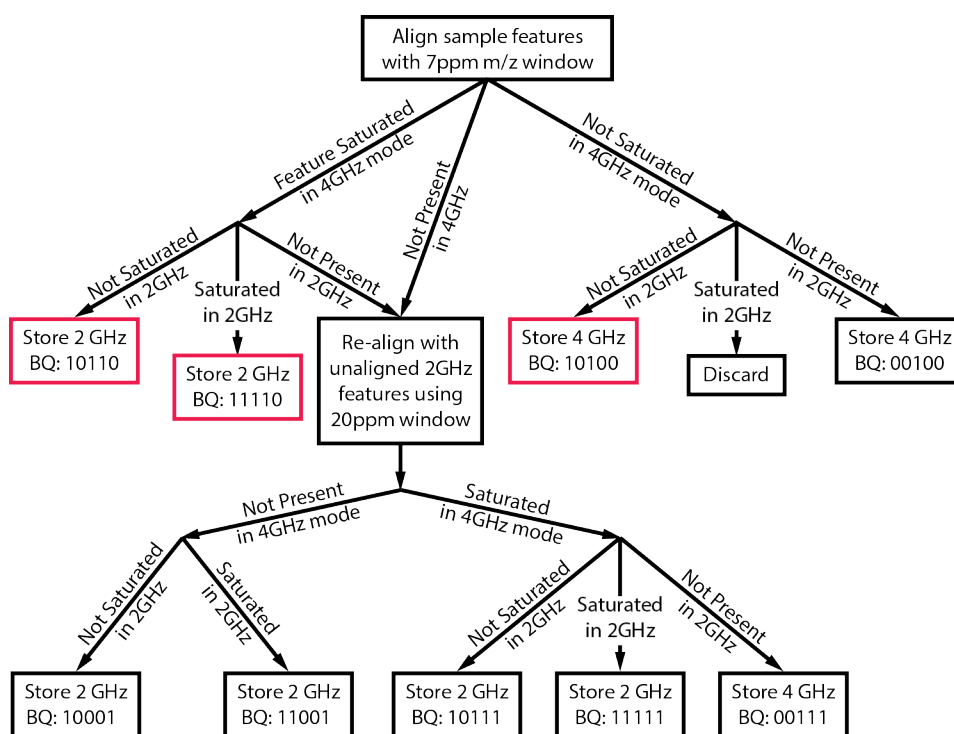 Align sample features
with 7ppm m/z window
Feature Saturated
in 4GHz mode
Not Present
in 4GHz
Not Saturated
in 4GHz mode
Not Saturated
in 2GHz
Saturated
in 2GHz
Not Present
in 2GHz
Not Saturated
in 2GHz
Saturated
in 2GHz
Not Present
in 2GHz
Store 2 GHz
BQ: 10110
Store 2 GHz
BQ: 11110
Re-align with
unaligned 2GHz
features using
20ppm window
Store 4 GHz
BQ: 10100
Discard
Store 4 GHz
BQ: 00100
Not Present
in 4GHz mode
Saturated
in 4GHz mode
Not Saturated
in 2GHz
Saturated
in 2GHz
Not Saturated
in 2GHz
Saturated
in 2GHz
Not Present
in 2GHz
Store 2 GHz
BQ: 10001
Store 2 GHz
BQ: 11001
Store 2 GHz
BQ: 10111
Store 2 GHz
BQ: 11111
Store 4 GHz
BQ: 00111